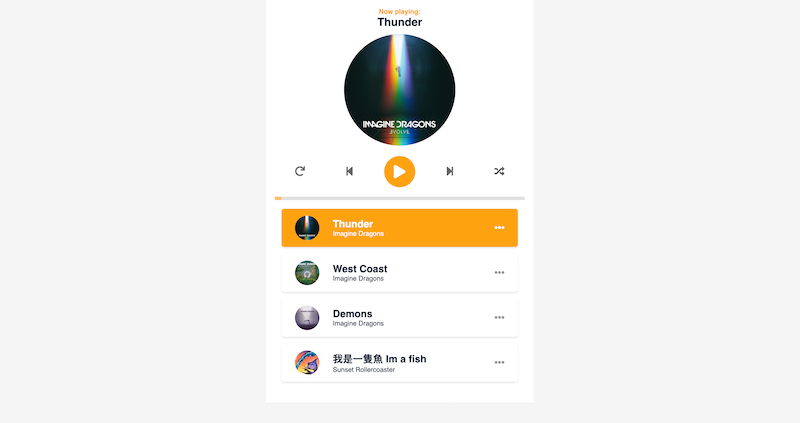 Now playing:
Thunder
IMAGINE DRAGONS
EVOLVE
Thunder
Imagine Dragons
West Coast
Imagine Dragons
Demons
Imagine Dragons
我是一隻魚 Im a fish
Sunset Rollercoaster